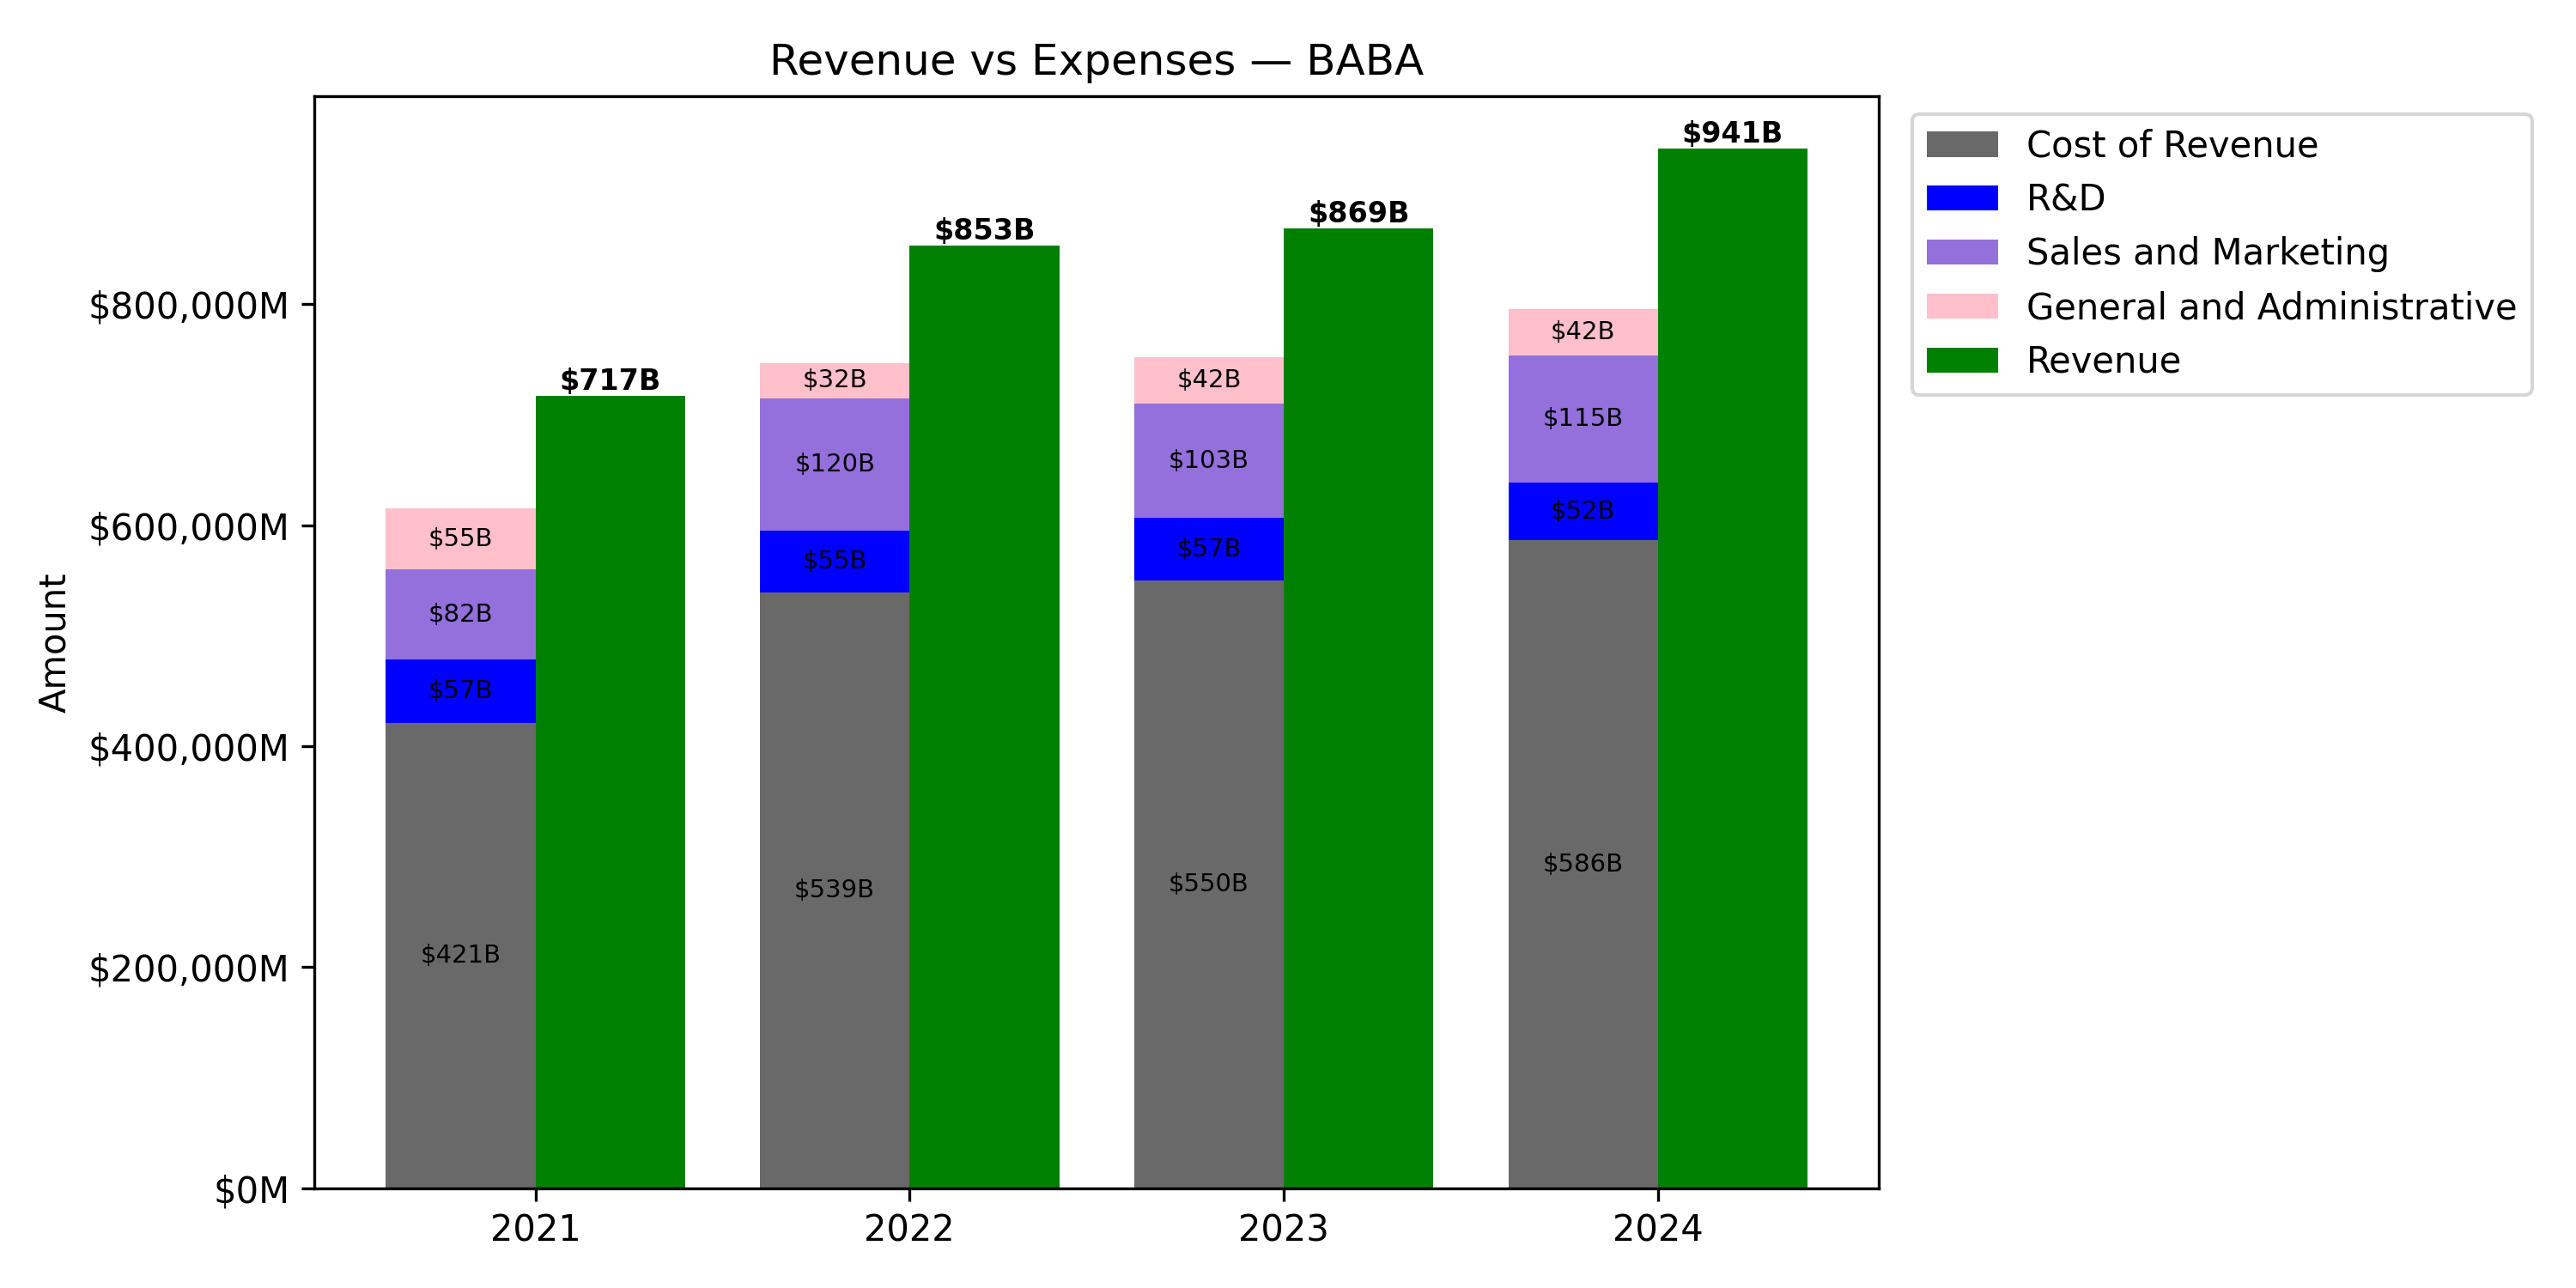 Revenue vs Expenses — BABA
Cost of Revenue
R&D
Sales and Marketing
General and Administrative
Revenue
Amount
$800,000M
$600,000M
$400,000M
$200,000M
$0M
$717B
$55B
$82B
$57B
$421B
$853B
$32B
$120B
$55B
$539B
$869B
$42B
$103B
$57B
$550B
$941B
$42B
$115B
$52B
$586B
2021
2022
2023
2024